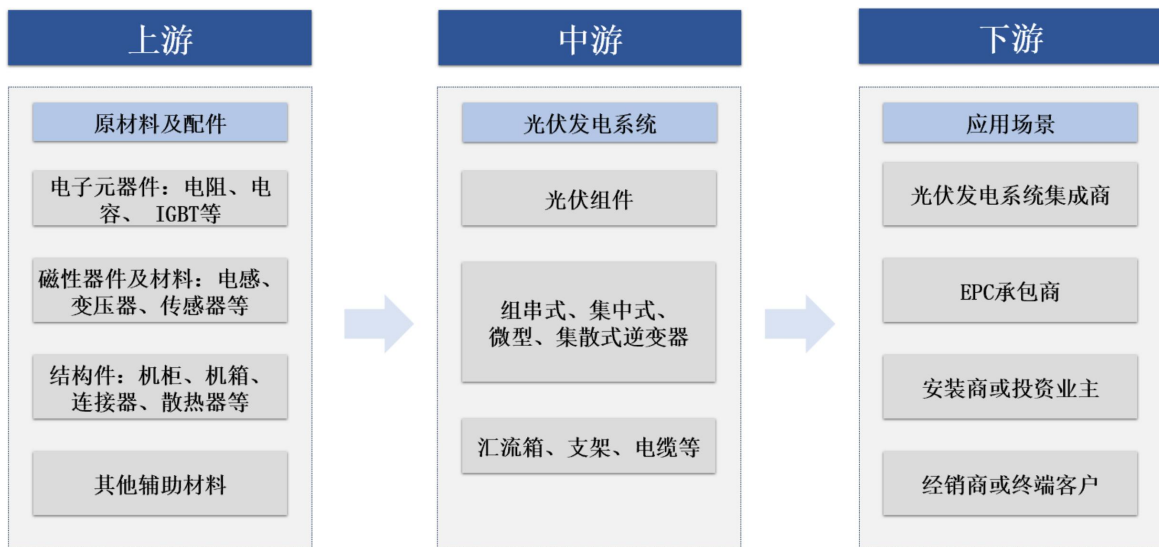 上游
原材料及配件
电子元器件：电阻、电
容、 IGBT等
磁性器件及材料：电感、
变压器、传感器等
结构件：机柜、机箱、
连接器、散热器等
其他辅助材料
中游
光伏发电系统
光伏组件
组串式、集中式、
微型、集散式逆变器
汇流箱、支架、电缆等
下游
应用场景
光伏发电系统集成商
EPC承包商
安装商或投资业主
经销商或终端客户